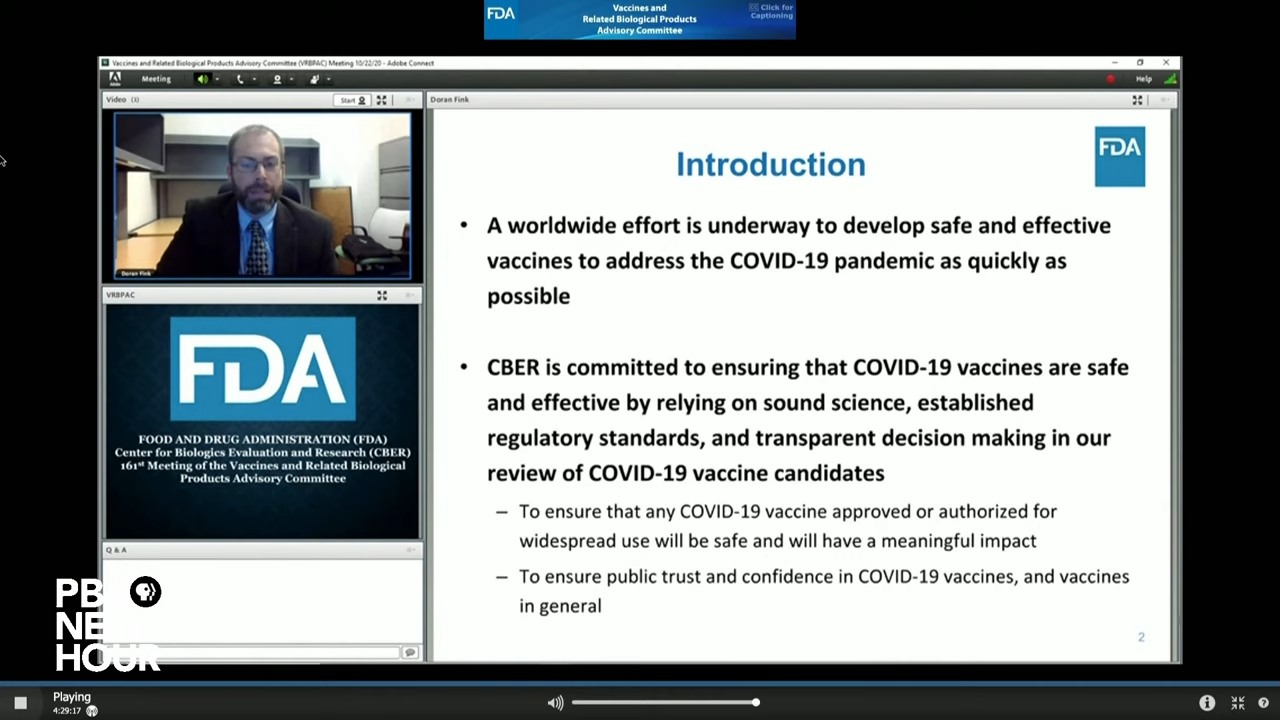 FDA
Vaccines and
Related Biological Products
Advisory Committee
Click for
Captioning
Vaccines and Related Biological Products Advisory Committee (VRBPAC) Meeting 10/22/20 - Adobe Connect
Meeting
Help
Video (1)
Start
Doran Fink
Doran Fink
VRBPAC
FDA
FOOD AND DRUG ADMINISTRATION (FDA)
Center for Biologics Evaluation and Research (CBER)
161st Meeting of the Vaccines and Related Biological
Products Advisory Committee
Q & A
Introduction
FDA
• A worldwide effort is underway to develop safe and effective
vaccines to address the COVID-19 pandemic as quickly as
possible
• CBER is committed to ensuring that COVID-19 vaccines are safe
and effective by relying on sound science, established
regulatory standards, and transparent decision making in our
review of COVID-19 vaccine candidates
– To ensure that any COVID-19 vaccine approved or authorized for
widespread use will be safe and will have a meaningful impact
– To ensure public trust and confidence in COVID-19 vaccines, and vaccines
in general
2
PBS
NEWS
HOUR
Playing
4:29:17